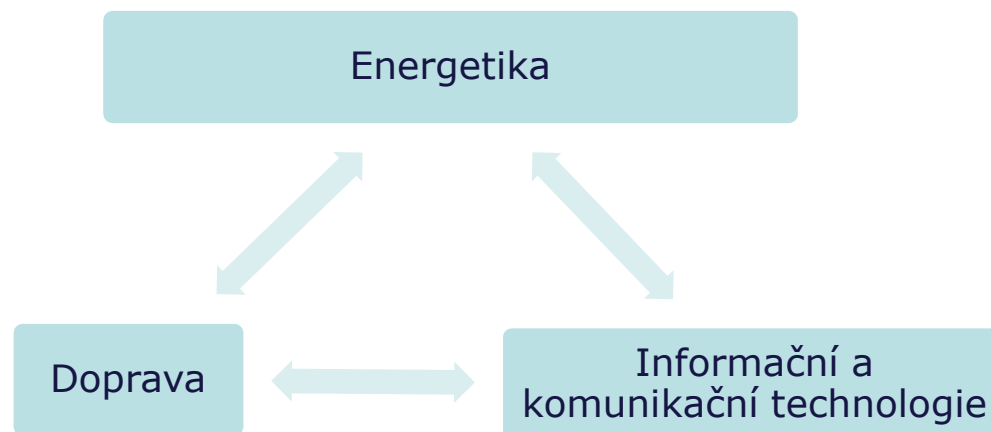 Energetika
Doprava
Informační a
komunikační technologie